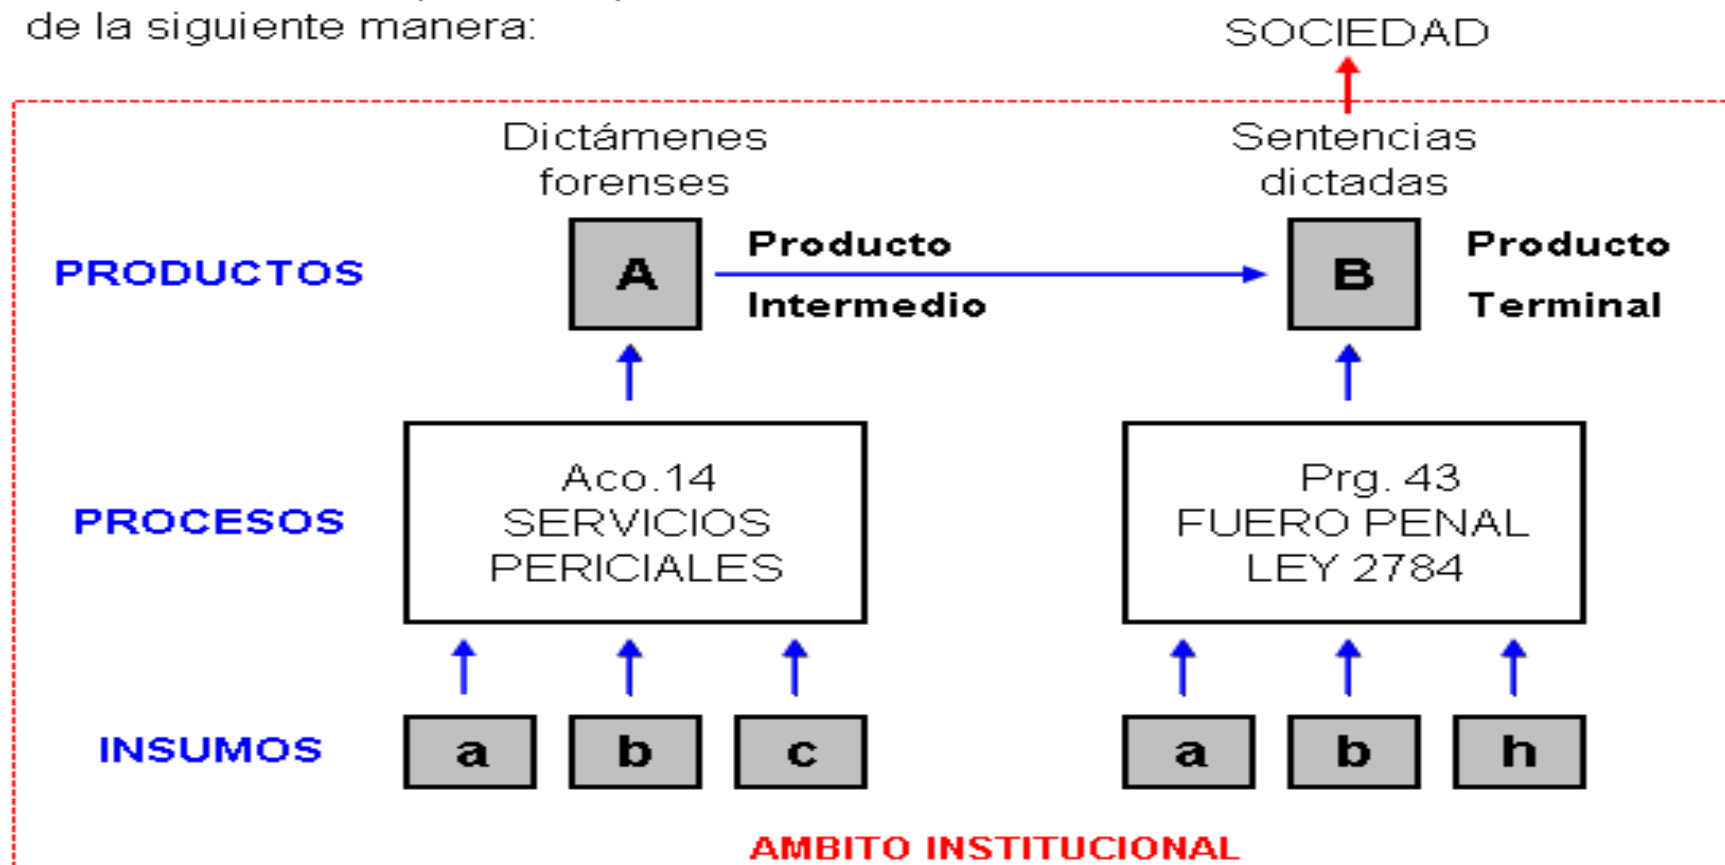 de la siguiente manera:
SOCIEDAD
Dictámenes
forenses
Sentencias
dictadas
PRODUCTOS
A
Producto
Intermedio
B
Producto
Terminal
PROCESOS
Aco.14
SERVICIOS
PERICIALES
Prg. 43
FUERO PENAL
LEY 2784
INSUMOS
a
b
c
a
b
h
AMBITO INSTITUCIONAL